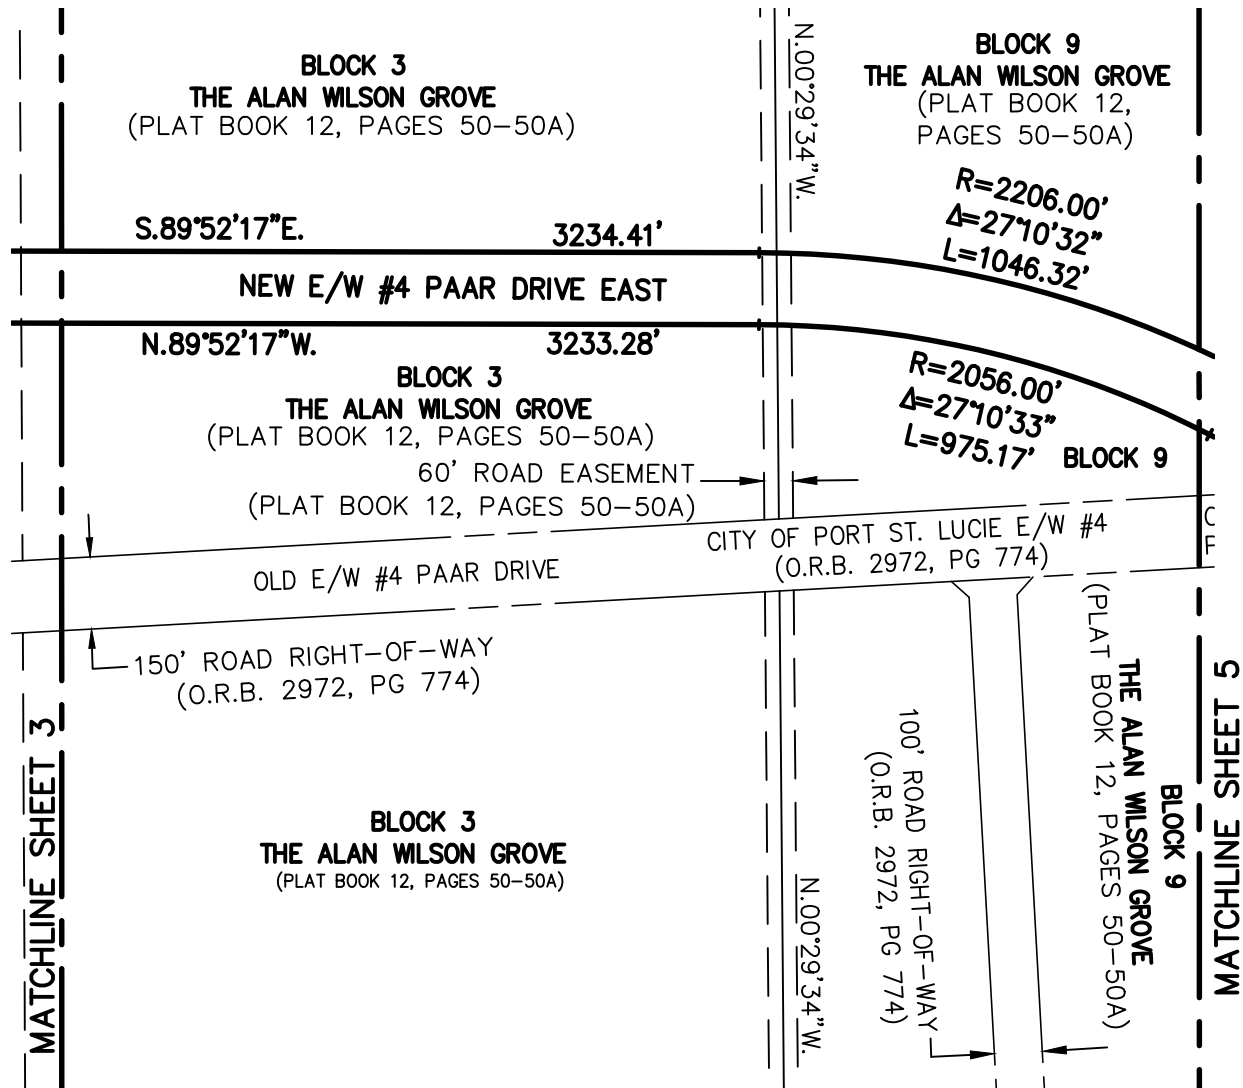 BLOCK 3
THE ALAN WILSON GROVE
(PLAT BOOK 12, PAGES 50-50A)
N.00°29'34"W.
BLOCK 9
THE ALAN WILSON GROVE
(PLAT BOOK 12,
PAGES 50-50A)
S.89°52'17"E.
3234.41'
R=2206.00'
Δ=27°10'32"
L=1046.32'
NEW E/W #4 PAAR DRIVE EAST
N.89°52'17"W.
3233.28'
R=2056.00'
Δ=27°10'33"
L=975.17'
BLOCK 3
THE ALAN WILSON GROVE
(PLAT BOOK 12, PAGES 50-50A)
BLOCK 9
60' ROAD EASEMENT
(PLAT BOOK 12, PAGES 50-50A)
CITY OF PORT ST. LUCIE E/W #4
(O.R.B. 2972, PG 774)
OLD E/W #4 PAAR DRIVE
150' ROAD RIGHT-OF-WAY
(O.R.B. 2972, PG 774)
MATCHLINE SHEET 3
BLOCK 3
THE ALAN WILSON GROVE
(PLAT BOOK 12, PAGES 50-50A)
N.00°29'34"W.
100' ROAD RIGHT-OF-WAY
(O.R.B. 2972, PG 774)
BLOCK 9
THE ALAN WILSON GROVE
(PLAT BOOK 12, PAGES 50-50A)
MATCHLINE SHEET 5